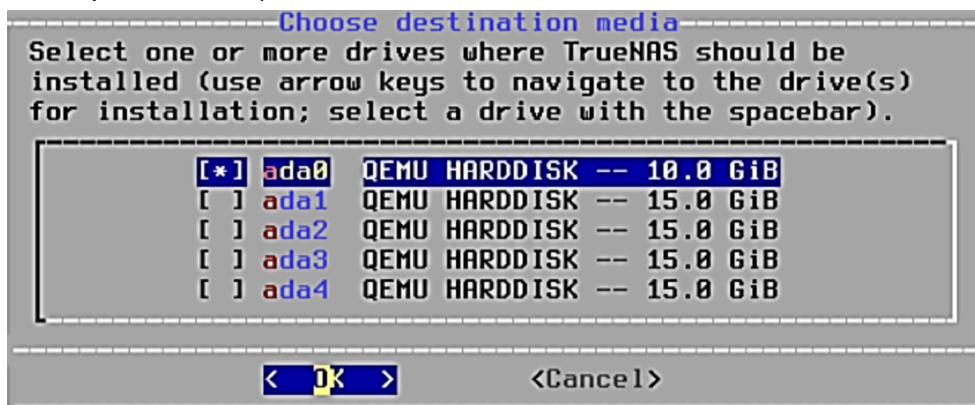 Choose destination media
Select one or more drives where TrueNAS should be
installed (use arrow keys to navigate to the drive(s)
for installation; select a drive with the spacebar).
[*] ada0 QEMU HARDDISK -- 10.0 GiB
[ ] ada1 QEMU HARDDISK -- 15.0 GiB
[ ] ada2 QEMU HARDDISK -- 15.0 GiB
[ ] ada3 QEMU HARDDISK -- 15.0 GiB
[ ] ada4 QEMU HARDDISK -- 15.0 GiB
< OK > <Cancel>